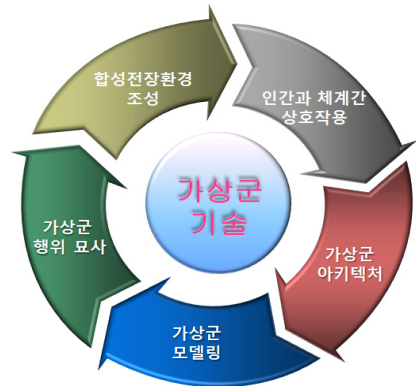 합성전장환경
조성
인간과 체계간
상호작용
가상군
기술
가상군
행위 묘사
가상군
아키텍처
가상군
모델링